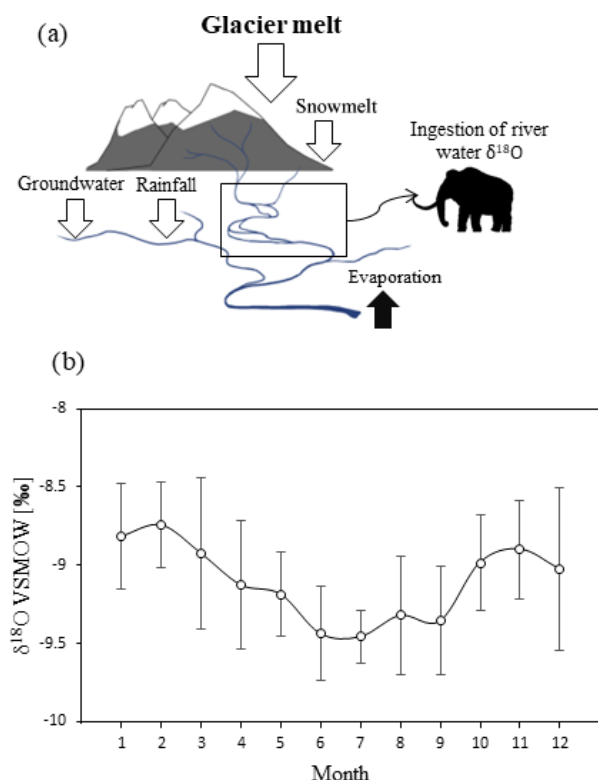 (a)
Glacier melt
Snowmelt
Ingestion of river
water δ¹⁸O
Groundwater
Rainfall
Evaporation
(b)
-8
-8.5
-9
-9.5
-10
δ¹⁸O VSMOW [‰]
1 2 3 4 5 6 7 8 9 10 11 12
Month